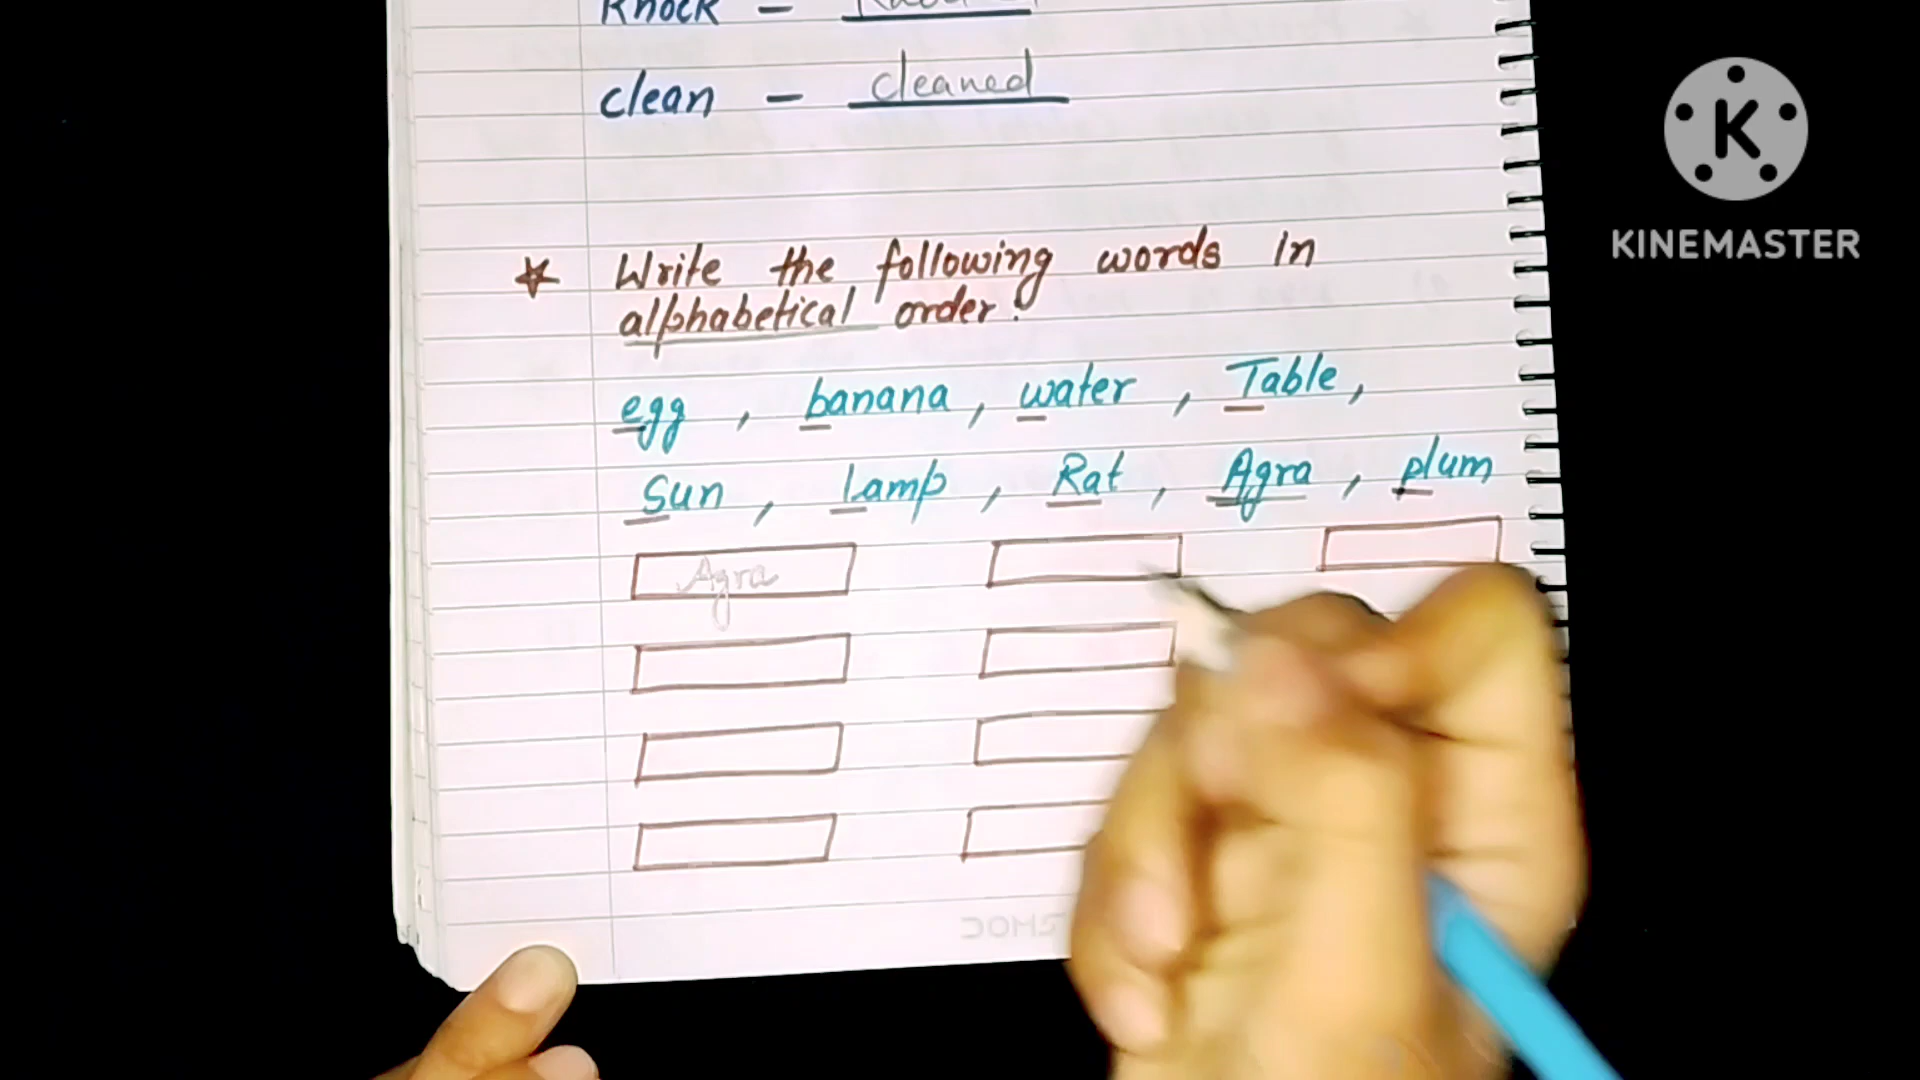 Knock -
clean - cleaned
K
KINEMASTER
* Write the following words in
alphabetical order:
egg , banana , water , Table ,
Sun , lamp , Rat , Agra , plum
Agra